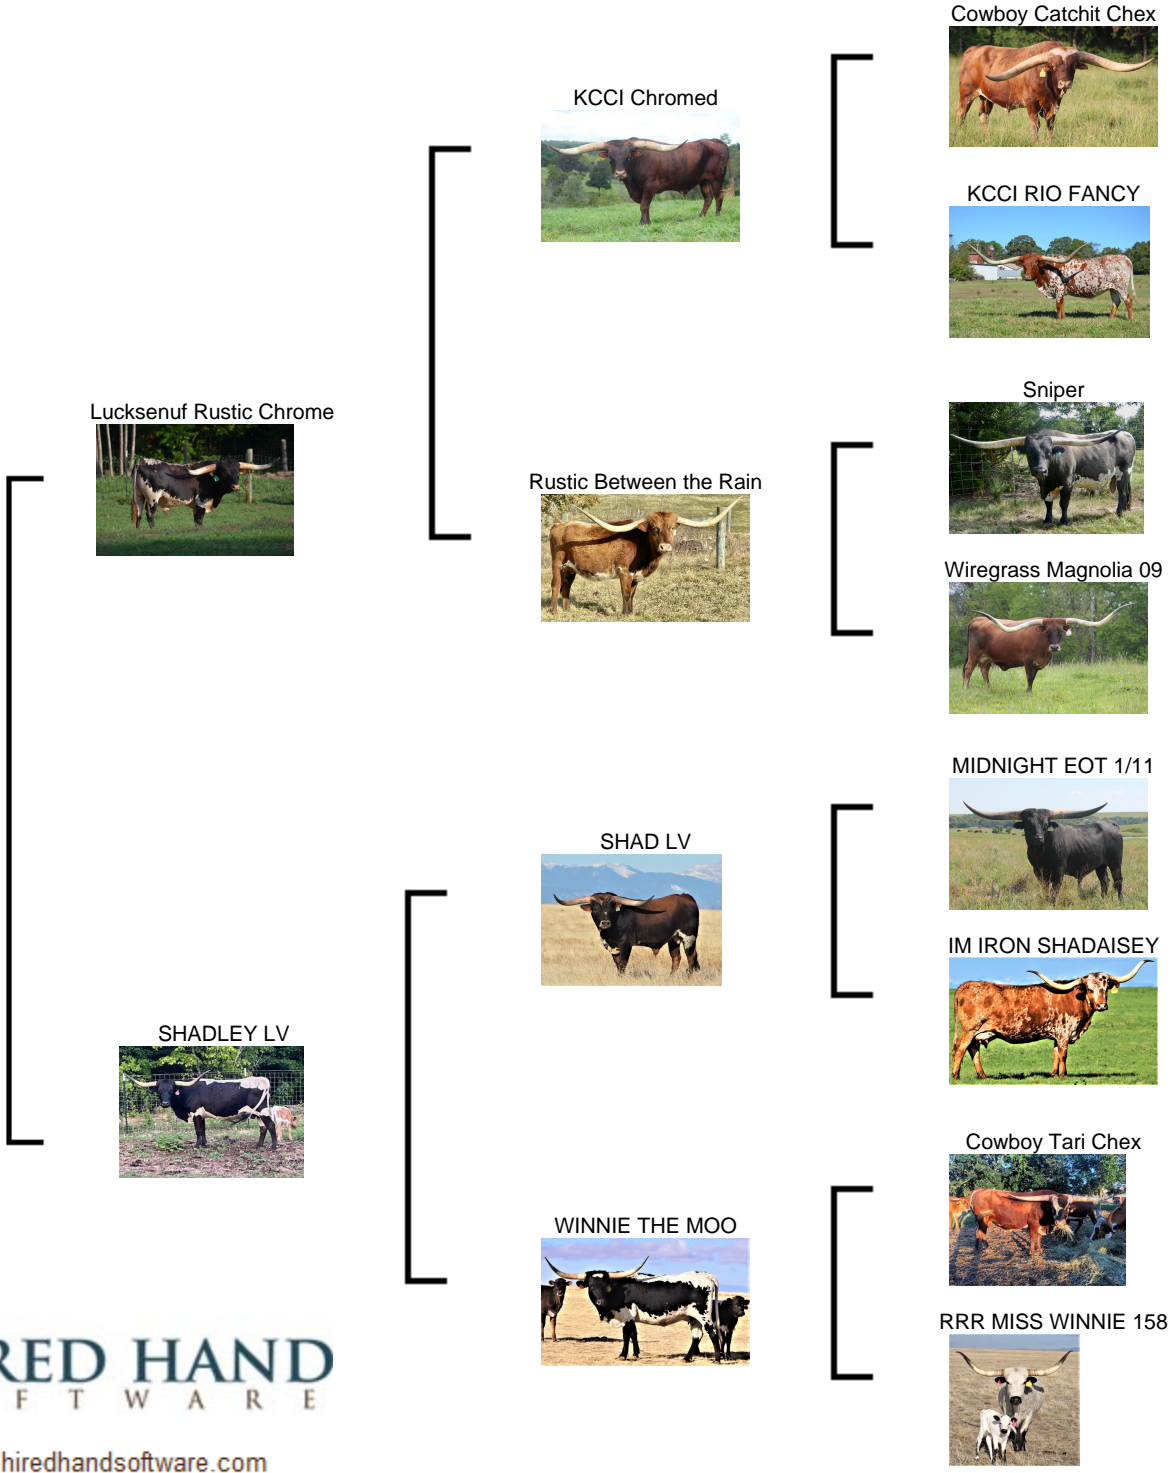 Cowboy Catchit Chex
KCCI Chromed
KCCI RIO FANCY
Lucksenuf Rustic Chrome
Sniper
Rustic Between the Rain
Wiregrass Magnolia 09
MIDNIGHT EOT 1/11
SHAD LV
IM IRON SHADAISEY
SHADLEY LV
Cowboy Tari Chex
WINNIE THE MOO
RRR MISS WINNIE 158
RED HAND
F T W A R E
hiredhandsoftware.com